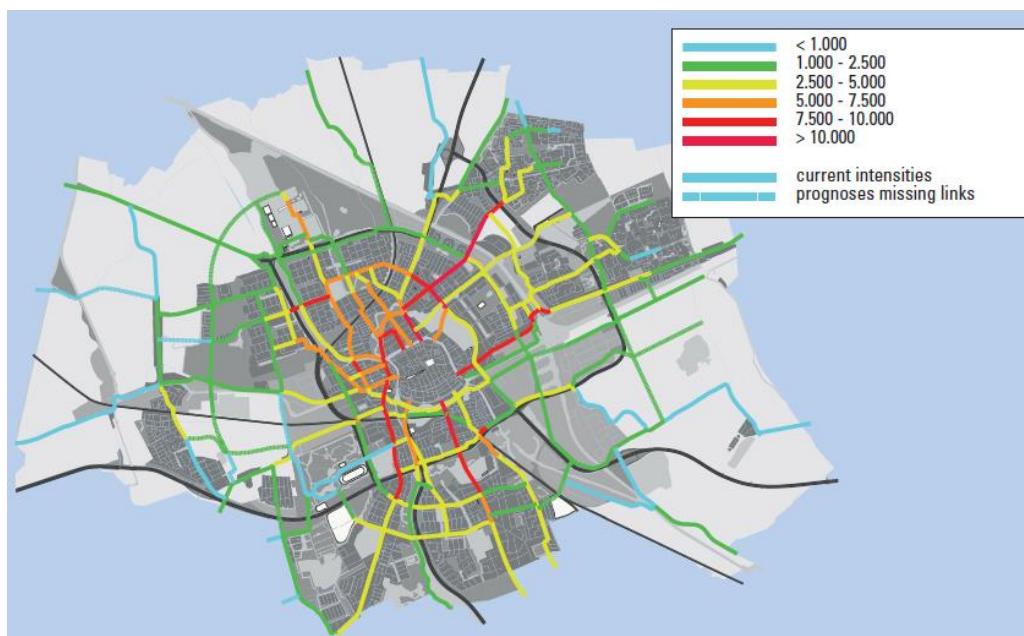 < 1.000
1.000 - 2.500
2.500 - 5.000
5.000 - 7.500
7.500 - 10.000
> 10.000
current intensities
prognoses missing links